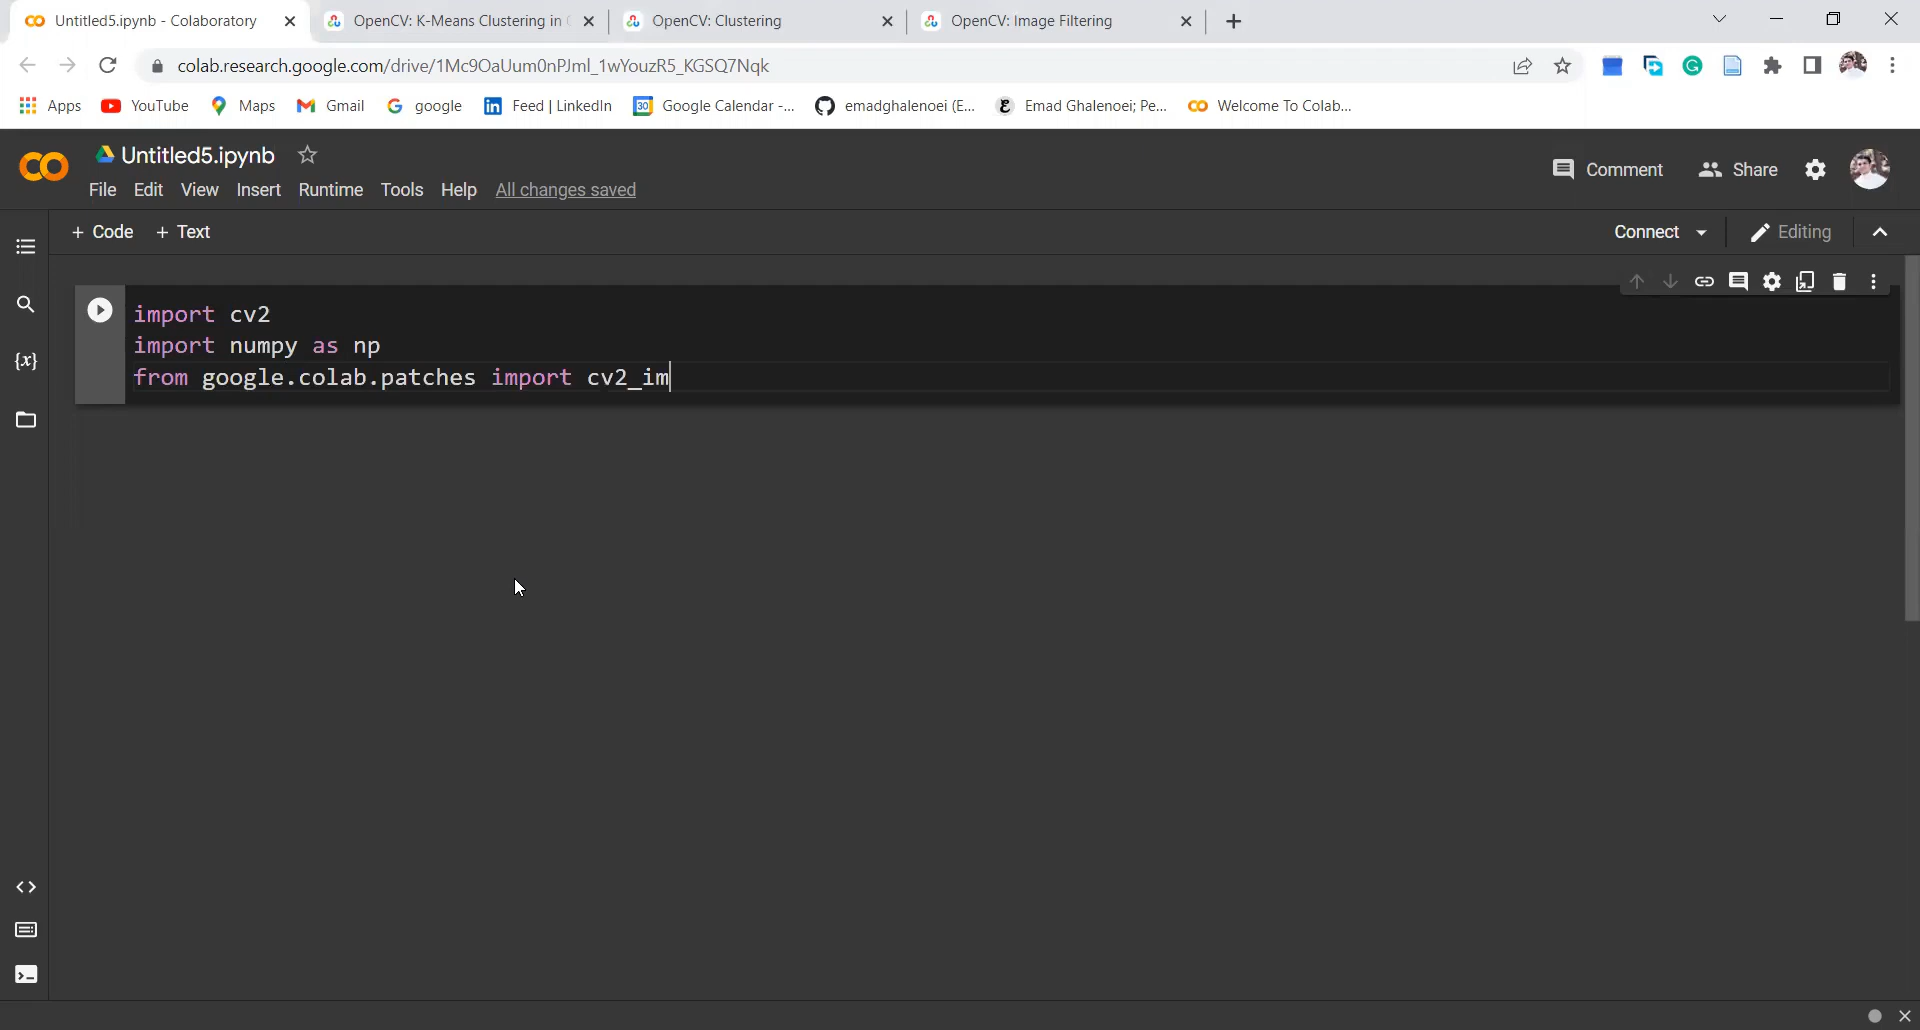 Untitled5.ipynb - Colaboratory
OpenCV: K-Means Clustering in
OpenCV: Clustering
OpenCV: Image Filtering
colab.research.google.com/drive/1Mc9OaUum0nPJmI_1wYouzR5_KGSQ7Nqk
Apps YouTube Maps Gmail google Feed | LinkedIn 30 Google Calendar -... emadghalenoei (E... Emad Ghalenoei; Pe... Welcome To Colab...
Untitled5.ipynb
Comment Share
File Edit View Insert Runtime Tools Help All changes saved
+ Code + Text
Connect Editing
import cv2
import numpy as np
from google.colab.patches import cv2_im
{x}